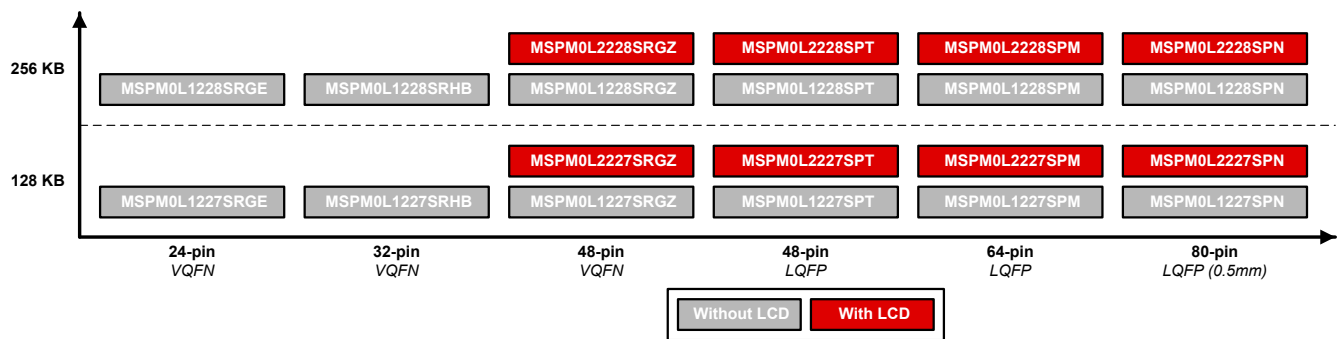 MSPM0L2228SRGZ MSPM0L2228SPT MSPM0L2228SPM MSPM0L2228SPN
256 KB
MSPM0L1228SRGE MSPM0L1228SRHB MSPM0L1228SRGZ MSPM0L1228SPT MSPM0L1228SPM MSPM0L1228SPN
MSPM0L2227SRGZ MSPM0L2227SPT MSPM0L2227SPM MSPM0L2227SPN
128 KB
MSPM0L1227SRGE MSPM0L1227SRHB MSPM0L1227SRGZ MSPM0L1227SPT MSPM0L1227SPM MSPM0L1227SPN
24-pin 32-pin 48-pin 48-pin 64-pin 80-pin
VQFN VQFN VQFN LQFP LQFP LQFP (0.5mm)
Without LCD With LCD